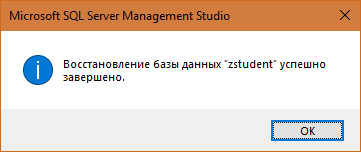 Microsoft SQL Server Management Studio
Восстановление базы данных "zstudent" успешно
завершено.
OK